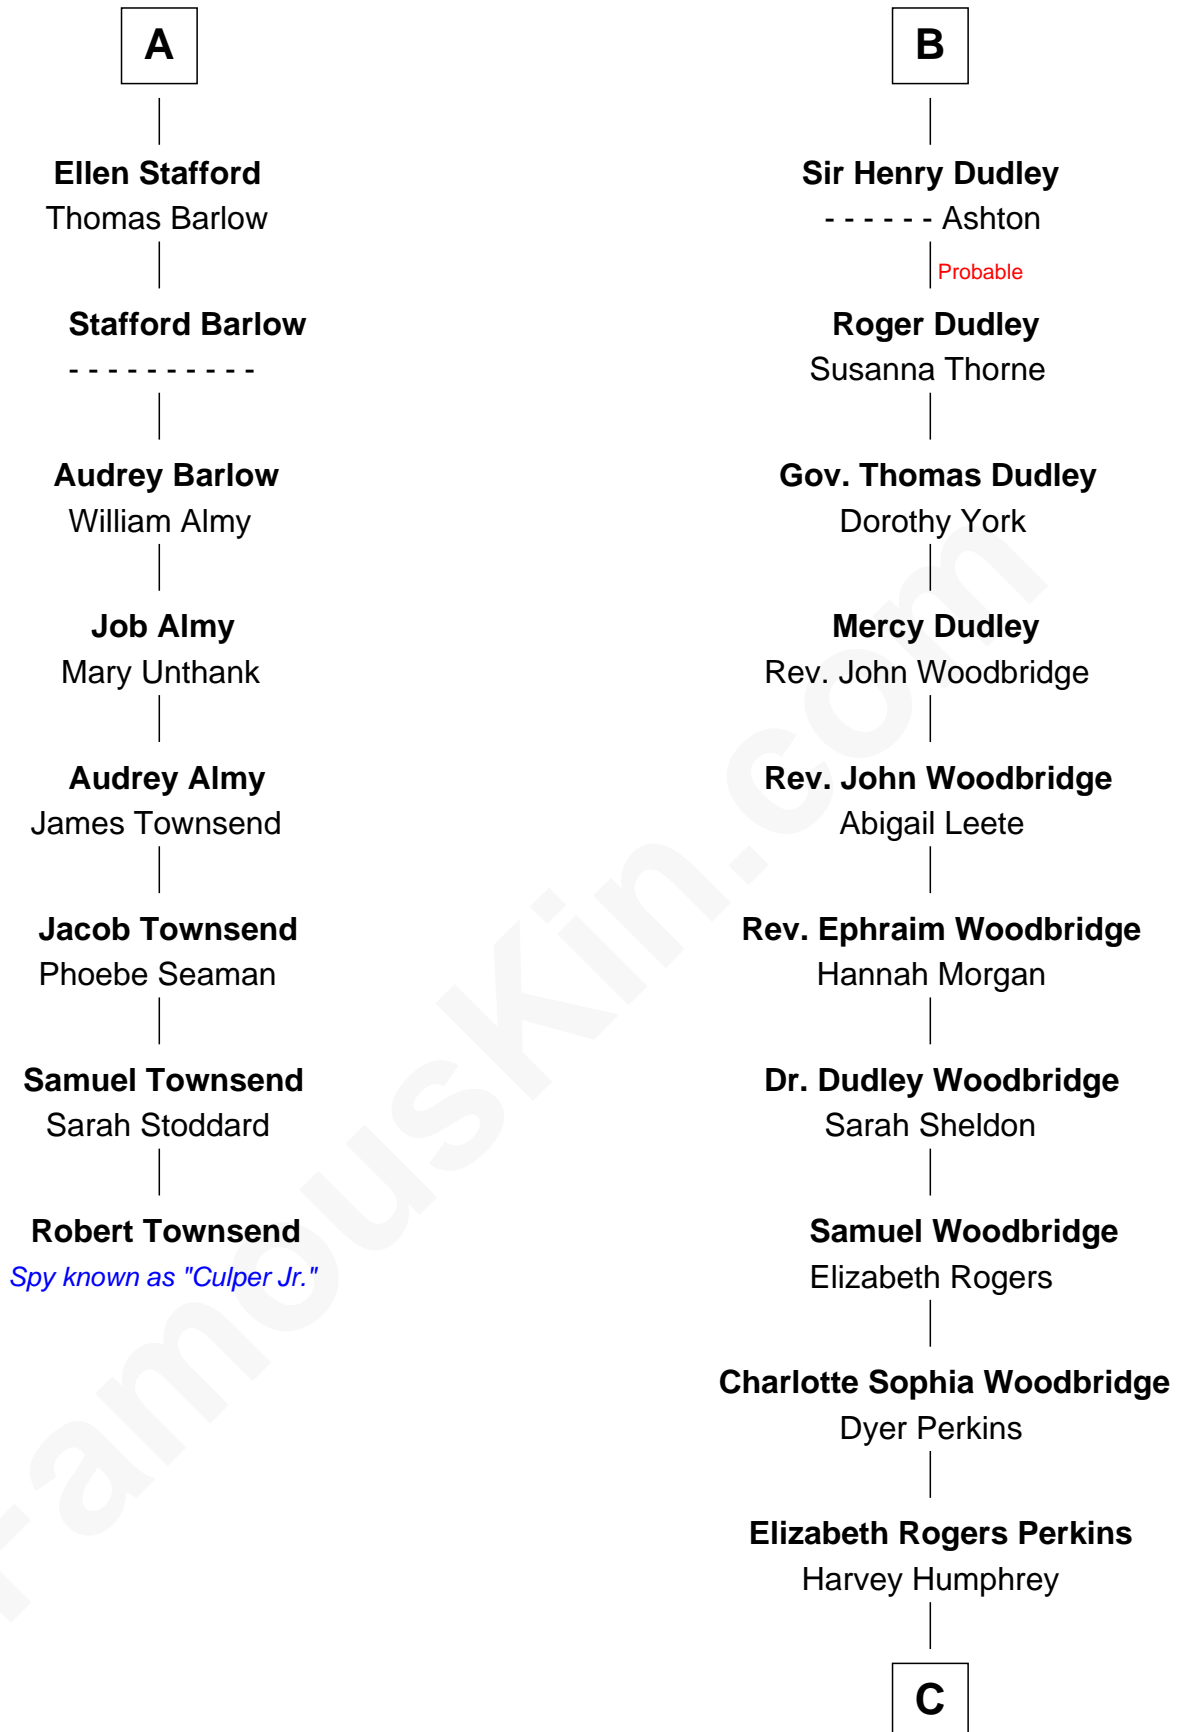 A
Ellen Stafford
Thomas Barlow
Stafford Barlow
- - - - - - - - - -
Audrey Barlow
William Almy
Job Almy
Mary Unthank
Audrey Almy
James Townsend
Jacob Townsend
Phoebe Seaman
Samuel Townsend
Sarah Stoddard
Robert Townsend
Spy known as "Culper Jr."
B
Sir Henry Dudley
- - - - - - Ashton
Probable
Roger Dudley
Susanna Thorne
Gov. Thomas Dudley
Dorothy York
Mercy Dudley
Rev. John Woodbridge
Rev. John Woodbridge
Abigail Leete
Rev. Ephraim Woodbridge
Hannah Morgan
Dr. Dudley Woodbridge
Sarah Sheldon
Samuel Woodbridge
Elizabeth Rogers
Charlotte Sophia Woodbridge
Dyer Perkins
Elizabeth Rogers Perkins
Harvey Humphrey
C
FamousKin.com